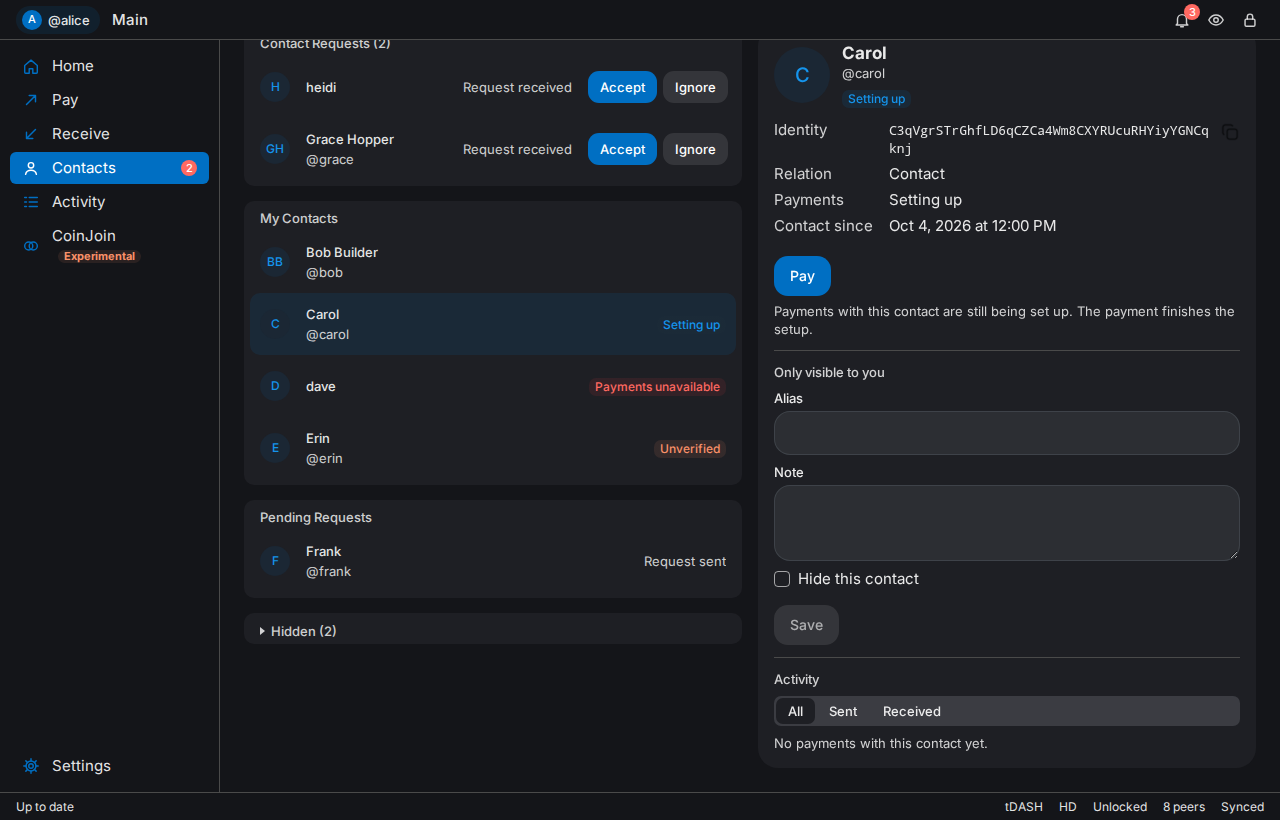 A @alice Main 3
Home
Pay
Receive
Contacts 2
Activity
CoinJoin
Experimental
Settings
Contact Requests (2)
H heidi Request received Accept Ignore
GH Grace Hopper
@grace Request received Accept Ignore
My Contacts
BB Bob Builder
@bob
C Carol
@carol Setting up
D dave Payments unavailable
E Erin
@erin Unverified
Pending Requests
F Frank
@frank Request sent
Hidden (2)
C Carol
@carol
Setting up
Identity C3qVgrSTrGhfLD6qCZCa4Wm8CXYRUcuRHYiyYGNCq
knj
Relation Contact
Payments Setting up
Contact since Oct 4, 2026 at 12:00 PM
Pay
Payments with this contact are still being set up. The payment finishes the
setup.
Only visible to you
Alias
Note
Hide this contact
Save
Activity
All Sent Received
No payments with this contact yet.
Up to date tDASH HD Unlocked 8 peers Synced